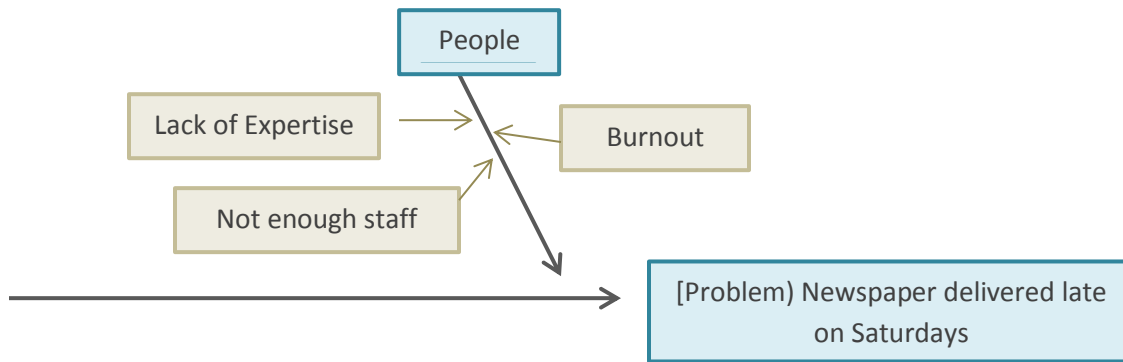 People
Lack of Expertise
Burnout
Not enough staff
[Problem) Newspaper delivered late
on Saturdays